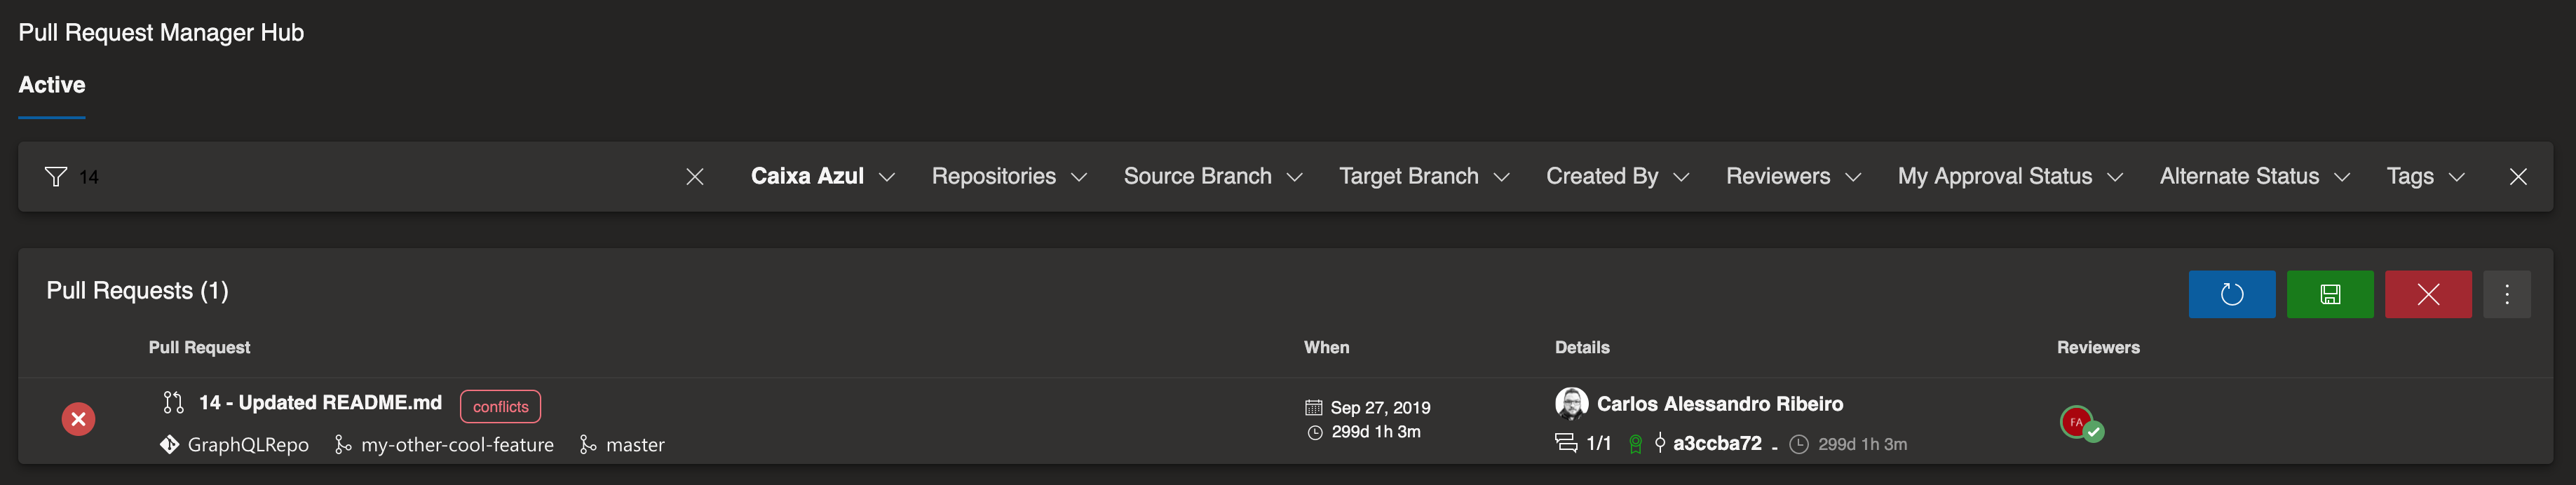 Pull Request Manager Hub
Active
14 Caixa Azul Repositories Source Branch Target Branch Created By Reviewers My Approval Status Alternate Status Tags
Pull Requests (1)
Pull Request When Details Reviewers
14 - Updated README.md conflicts
Sep 27, 2019
Carlos Alessandro Ribeiro
FA
GraphQLRepo my-other-cool-feature master
299d 1h 3m
1/1 a3ccba72 - 299d 1h 3m